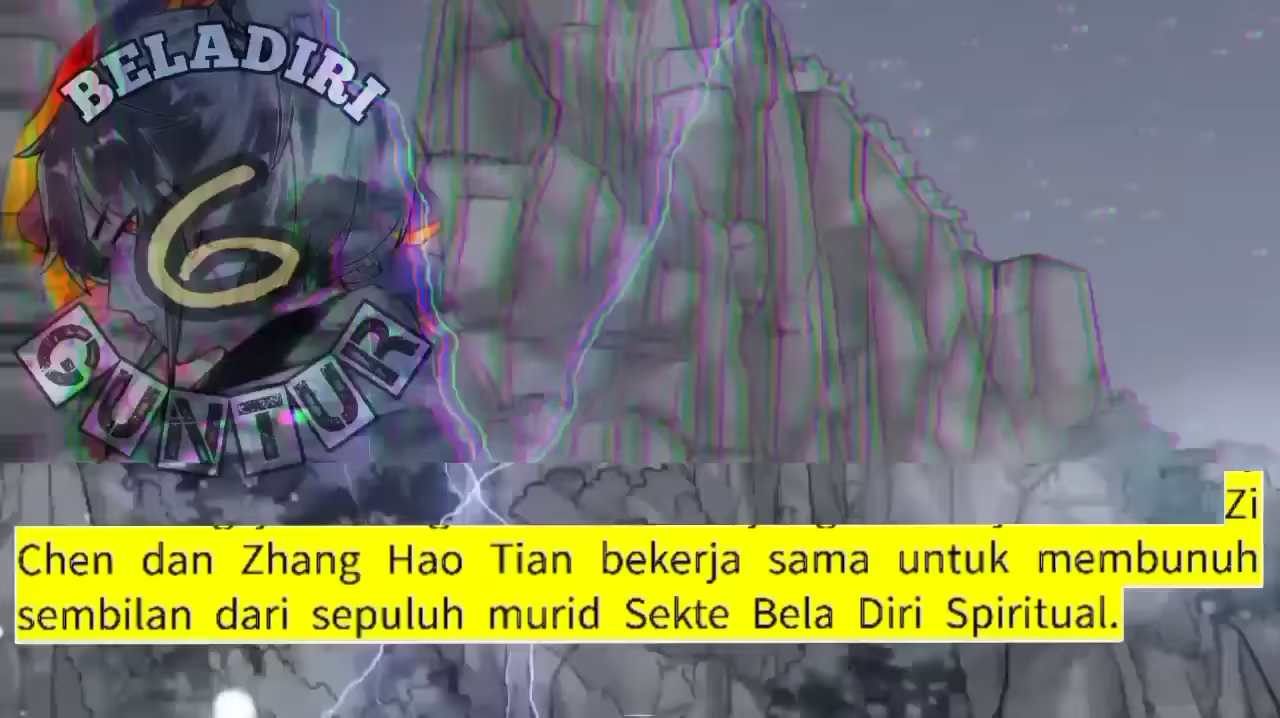 BELADIRI
6
GUNTUR
Zi
Chen dan Zhang Hao Tian bekerja sama untuk membunuh
sembilan dari sepuluh murid Sekte Bela Diri Spiritual.